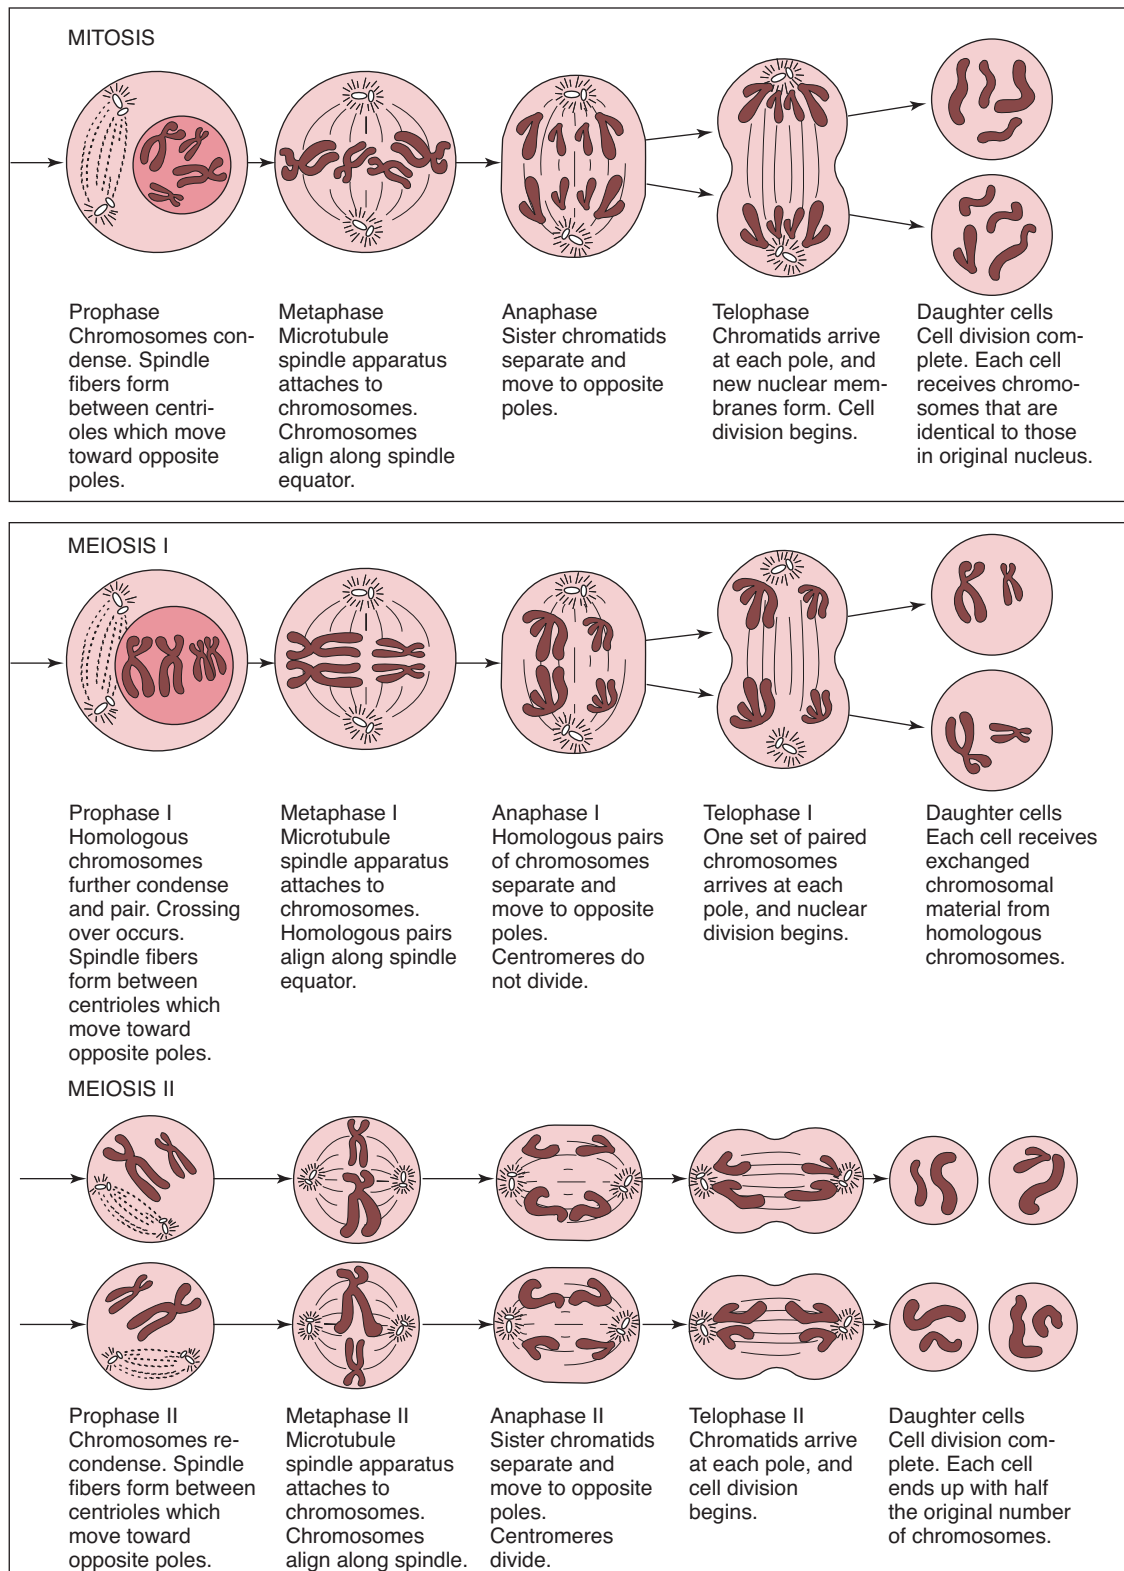 MITOSIS
Prophase
Chromosomes con-
dense. Spindle
fibers form
between centri-
oles which move
toward opposite
poles.
Metaphase
Microtubule
spindle apparatus
attaches to
chromosomes.
Chromosomes
align along spindle
equator.
Anaphase
Sister chromatids
separate and
move to opposite
poles.
Telophase
Chromatids arrive
at each pole, and
new nuclear mem-
branes form. Cell
division begins.
Daughter cells
Cell division com-
plete. Each cell
receives chromo-
somes that are
identical to those
in original nucleus.
MEIOSIS I
Prophase I
Homologous
chromosomes
further condense
and pair. Crossing
over occurs.
Spindle fibers
form between
centrioles which
move toward
opposite poles.
Metaphase I
Microtubule
spindle apparatus
attaches to
chromosomes.
Homologous pairs
align along spindle
equator.
Anaphase I
Homologous pairs
of chromosomes
separate and
move to opposite
poles.
Centromeres do
not divide.
Telophase I
One set of paired
chromosomes
arrives at each
pole, and nuclear
division begins.
Daughter cells
Each cell receives
exchanged
chromosomal
material from
homologous
chromosomes.
MEIOSIS II
Prophase II
Chromosomes re-
condense. Spindle
fibers form between
centrioles which
move toward
opposite poles.
Metaphase II
Microtubule
spindle apparatus
attaches to
chromosomes.
Chromosomes
align along spindle.
Anaphase II
Sister chromatids
separate and
move to opposite
poles.
Centromeres
divide.
Telophase II
Chromatids arrive
at each pole, and
cell division
begins.
Daughter cells
Cell division com-
plete. Each cell
ends up with half
the original number
of chromosomes.